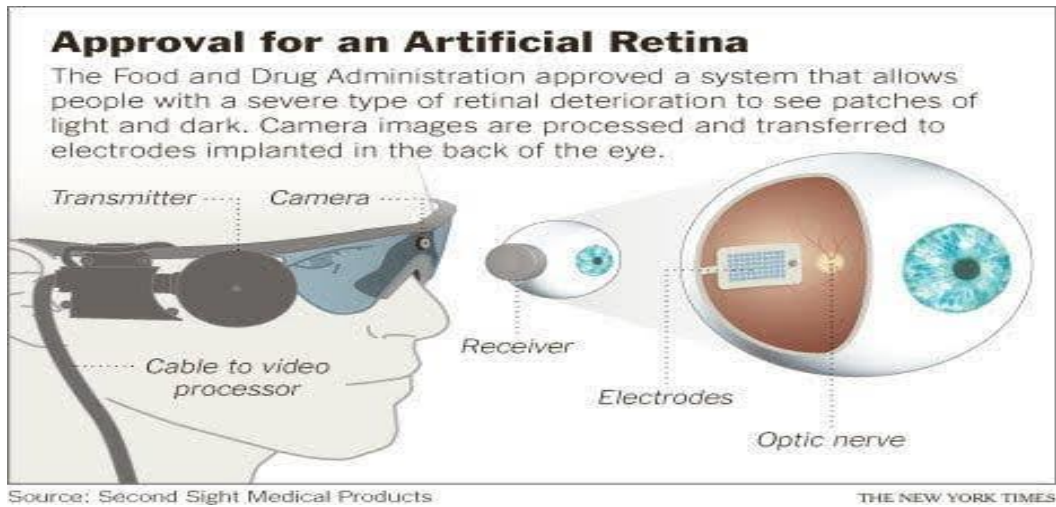 Approval for an Artificial Retina
The Food and Drug Administration approved a system that allows
people with a severe type of retinal deterioration to see patches of
light and dark. Camera images are processed and transferred to
electrodes implanted in the back of the eye.
Transmitter
Camera
Receiver
Cable to video
processor
Electrodes
Optic nerve
Source: Second Sight Medical Products
THE NEW YORK TIMES